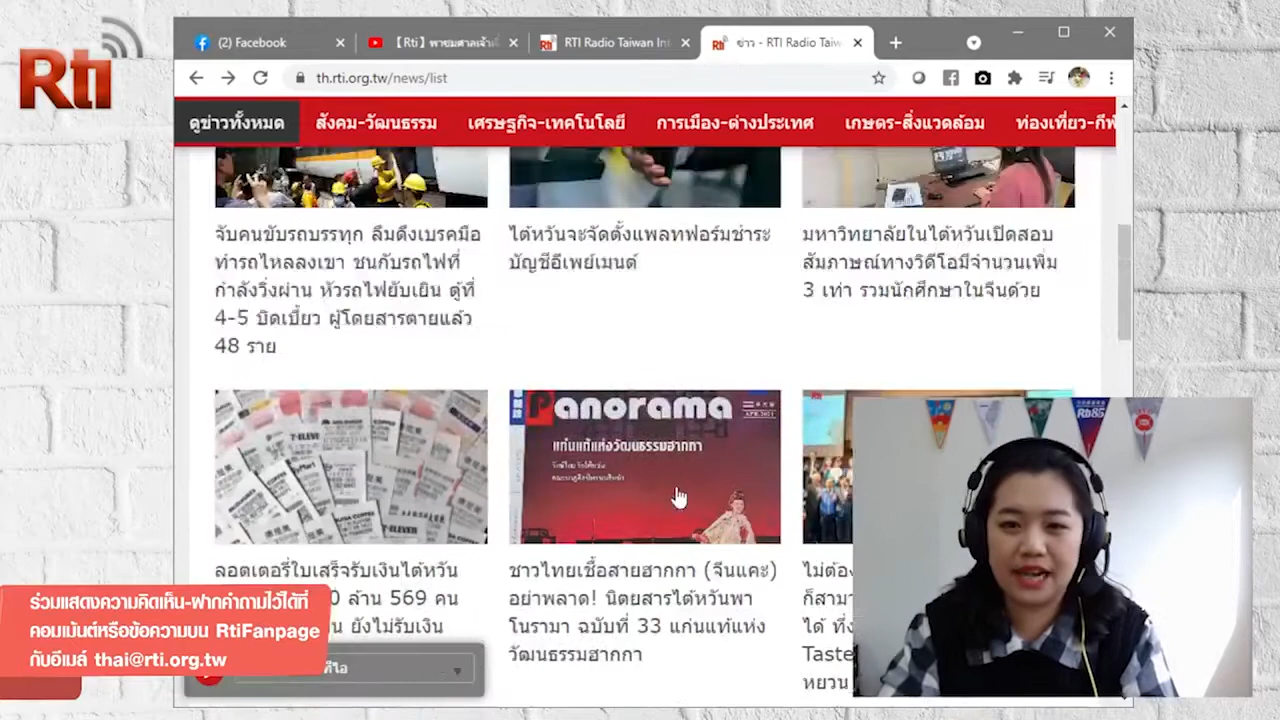 Rti
(2) Facebook
【Rti】พาชมศาลเจ้า
RTI Radio Taiwan Int
ข่าว - RTI Radio Taiw
th.rti.org.tw/news/list
ดูข่าวทั้งหมด
สังคม-วัฒนธรรม
เศรษฐกิจ-เทคโนโลยี
การเมือง-ต่างประเทศ
เกษตร-สิ่งแวดล้อม
ท่องเที่ยว-กีฬ
จับคนขับรถบรรทุก ลืมดึงเบรคมือ
ทำรถไหลลงเขา ชนกับรถไฟที่
กำลังวิ่งผ่าน หัวรถไฟยับเยิน ตู้ที่
4-5 บิดเบี้ยว ผู้โดยสารตายแล้ว
48 ราย
ไต้หวันจะจัดตั้งแพลทฟอร์มชำระ
บัญชีอีเพย์เมนต์
มหาวิทยาลัยในไต้หวันเปิดสอบ
สัมภาษณ์ทางวิดีโอมีจำนวนเพิ่ม
3 เท่า รวมนักศึกษาในจีนด้วย
Panorama
APR.2021
แก่นแท้แห่งวัฒนธรรมฮากกา
Rti85
ลอตเตอรี่ใบเสร็จรับเงินไต้หวัน
0 ล้าน 569 คน
น ยังไม่รับเงิน
ชาวไทยเชื้อสายฮากกา (จีนแคะ)
อย่าพลาด! นิตยสารไต้หวันพา
โนรามา ฉบับที่ 33 แก่นแท้แห่ง
วัฒนธรรมฮากกา
ไม่ต้อง
ก็สามา
ได้ ที่ง
Taste
หยวน
ร่วมแสดงความคิดเห็น-ฝากคำถามไว้ได้ที่
คอมเม้นต์หรือข้อความบน RtiFanpage
กับอีเมล์ thai@rti.org.tw